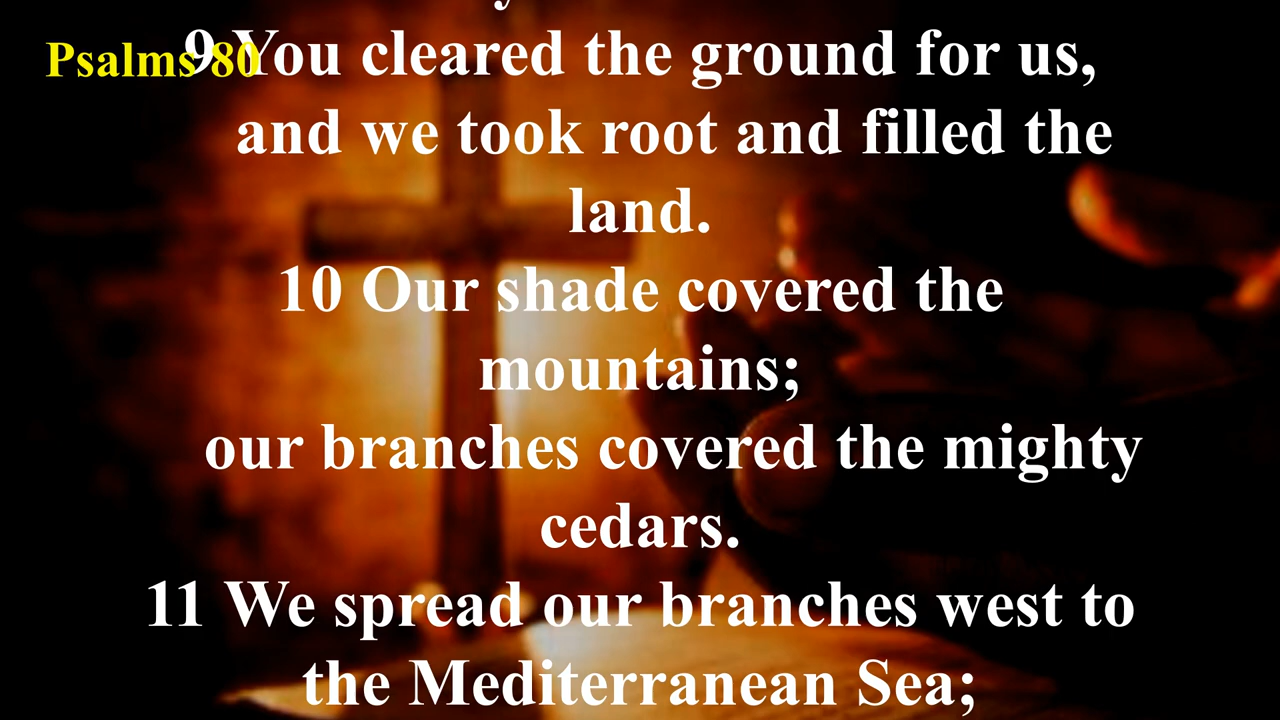 Psalms 80
9 You cleared the ground for us,
and we took root and filled the
land.
10 Our shade covered the
mountains;
our branches covered the mighty
cedars.
11 We spread our branches west to
the Mediterranean Sea;